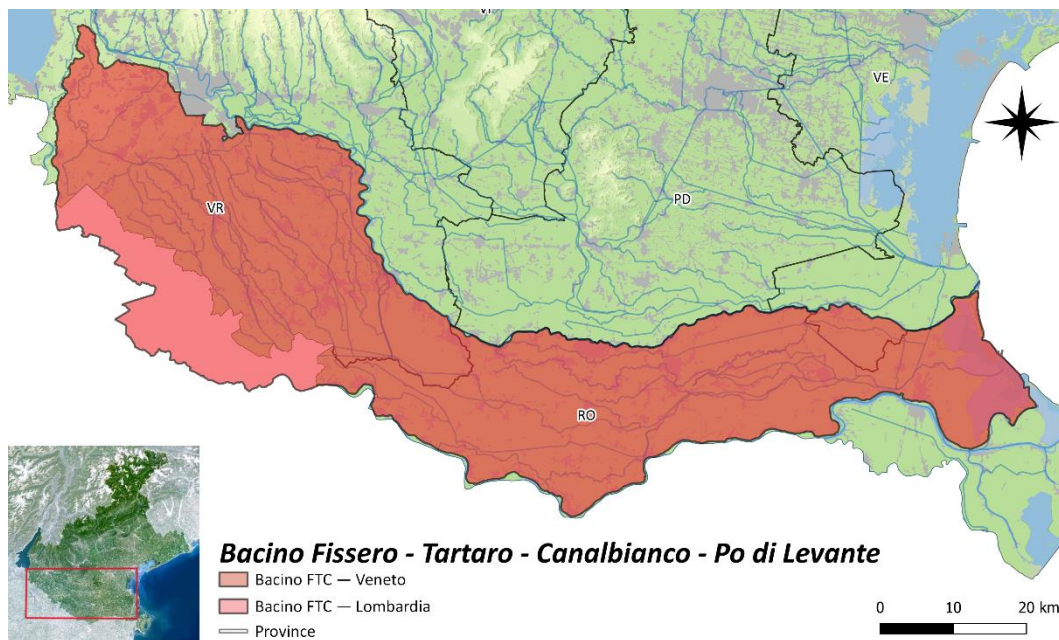 VI
VE
VR
PD
RO
Bacino Fissero - Tartaro - Canalbianco - Po di Levante
Bacino FTC — Veneto
Bacino FTC — Lombardia
Province
0 10 20 km